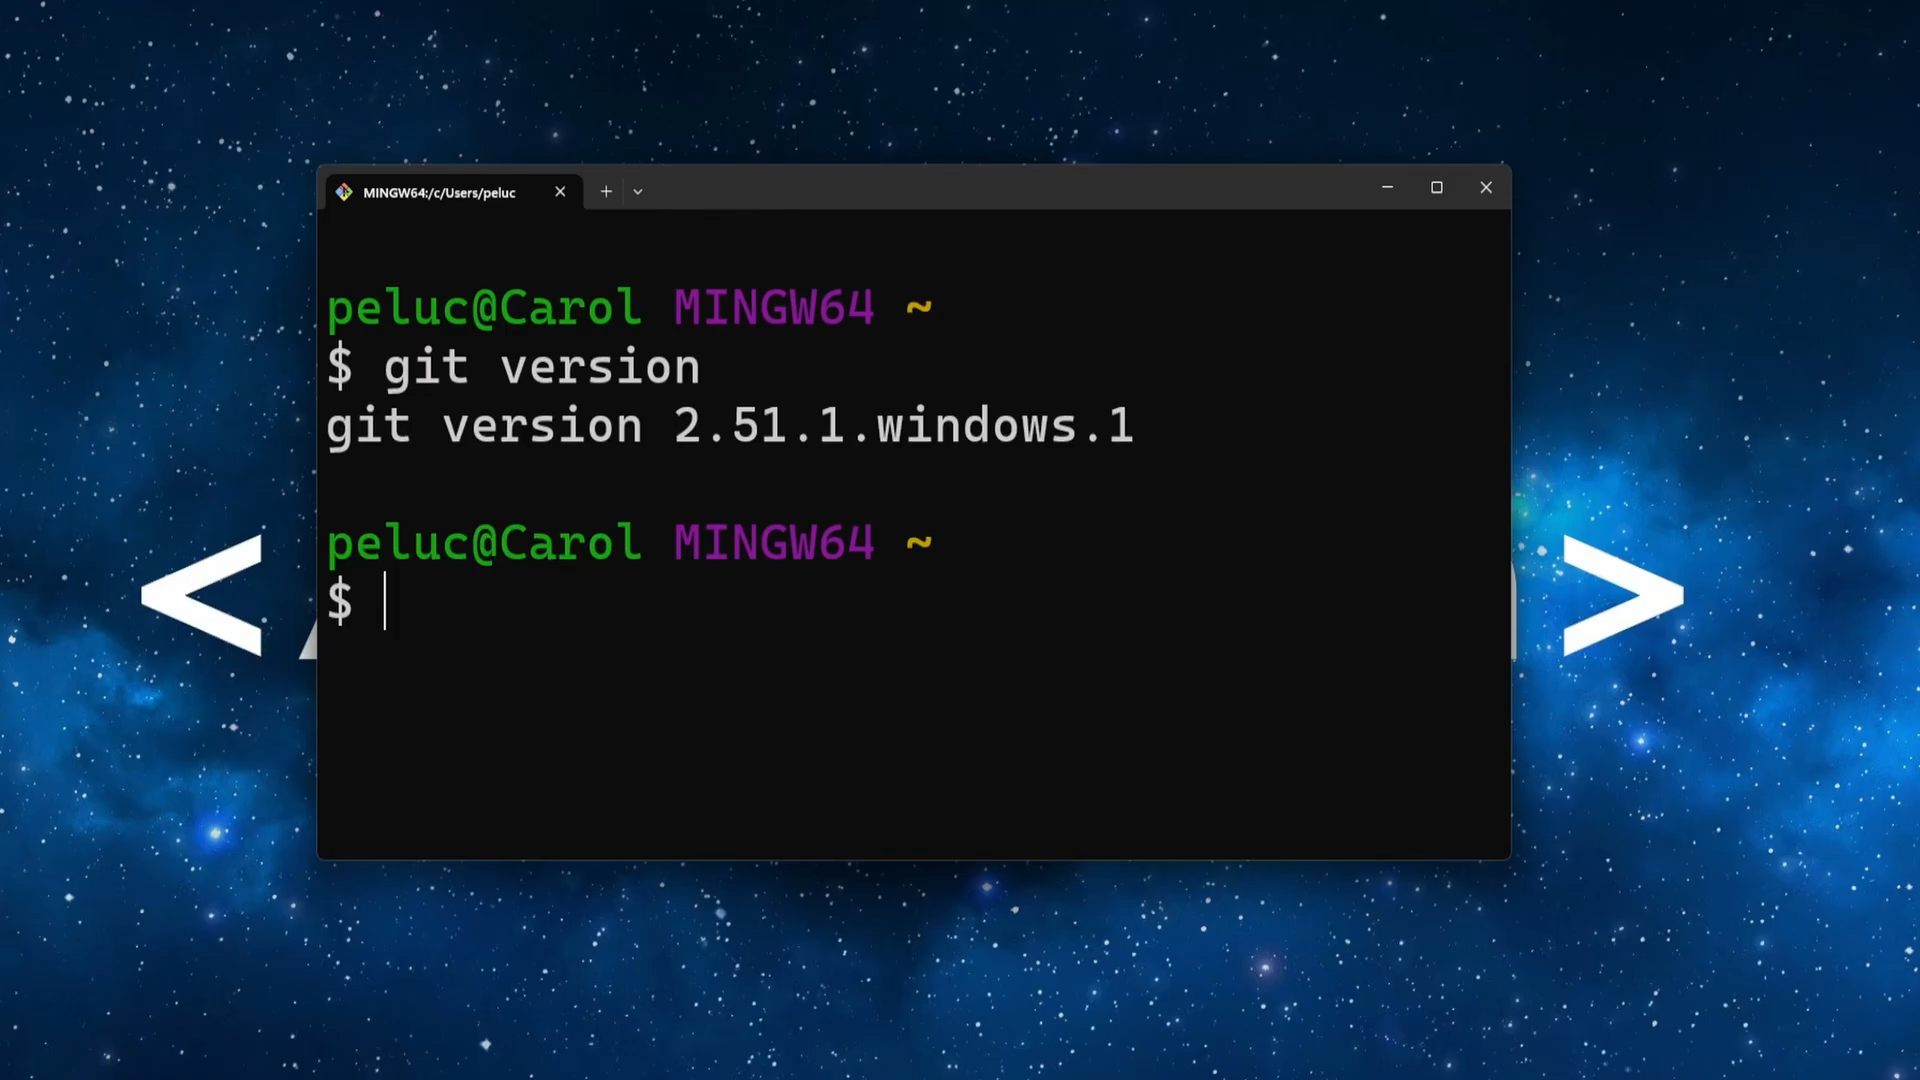 MINGW64:/c/Users/peluc
peluc@Carol MINGW64 ~
$ git version
git version 2.51.1.windows.1
peluc@Carol MINGW64 ~
$
< >